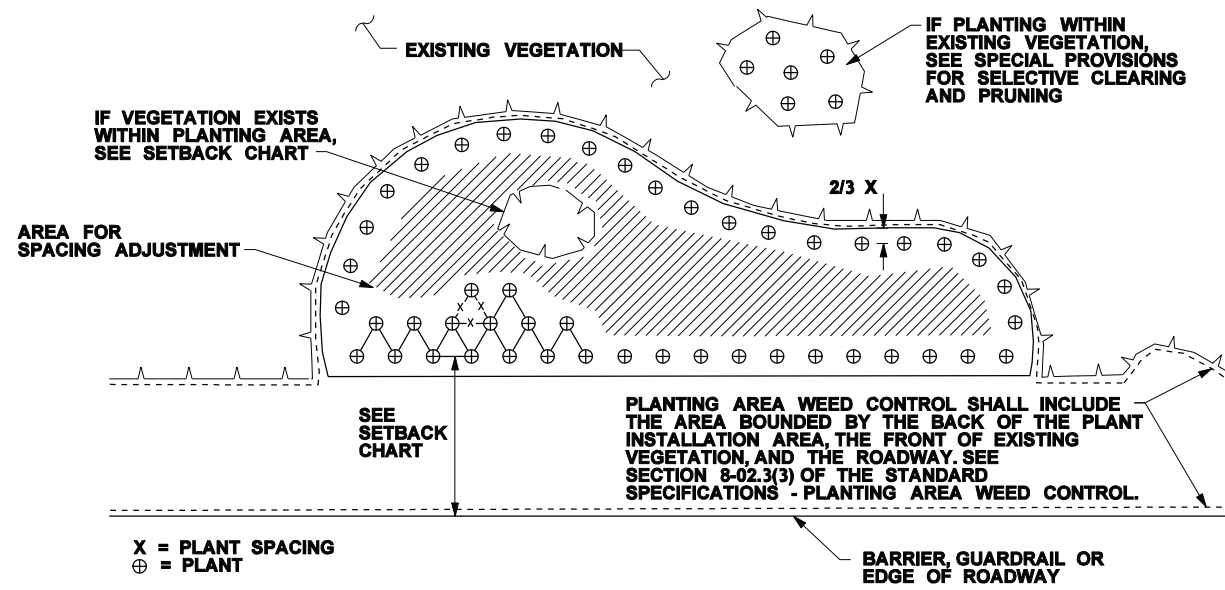 EXISTING VEGETATION
IF PLANTING WITHIN
EXISTING VEGETATION,
SEE SPECIAL PROVISIONS
FOR SELECTIVE CLEARING
AND PRUNING
IF VEGETATION EXISTS
WITHIN PLANTING AREA,
SEE SETBACK CHART
2/3 X
AREA FOR
SPACING ADJUSTMENT
X X
X
SEE
SETBACK
CHART
PLANTING AREA WEED CONTROL SHALL INCLUDE
THE AREA BOUNDED BY THE BACK OF THE PLANT
INSTALLATION AREA, THE FRONT OF EXISTING
VEGETATION, AND THE ROADWAY. SEE
SECTION 8-02.3(3) OF THE STANDARD
SPECIFICATIONS - PLANTING AREA WEED CONTROL.
X = PLANT SPACING
⊕ = PLANT
BARRIER, GUARDRAIL OR
EDGE OF ROADWAY